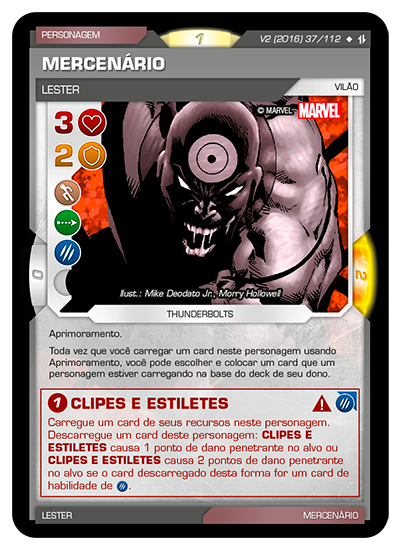 PERSONAGEM
1
V2 (2016) 37/112
MERCENÁRIO
LESTER
VILÃO
© MARVEL
MARVEL
3
2
0
2
Ilust.: Mike Deodato Jr., Morry Hollowell
THUNDERBOLTS
Aprimoramento.
Toda vez que você carregar um card neste personagem usando
Aprimoramento, você pode escolher e colocar um card que um
personagem estiver carregando na base do deck de seu dono.
1 CLIPES E ESTILETES
Carregue um card de seus recursos neste personagem.
Descarregue um card deste personagem: CLIPES E
ESTILETES causa 1 ponto de dano penetrante no alvo ou
CLIPES E ESTILETES causa 2 pontos de dano penetrante
no alvo se o card descarregado desta forma for um card de
habilidade de .
LESTER
MERCENÁRIO